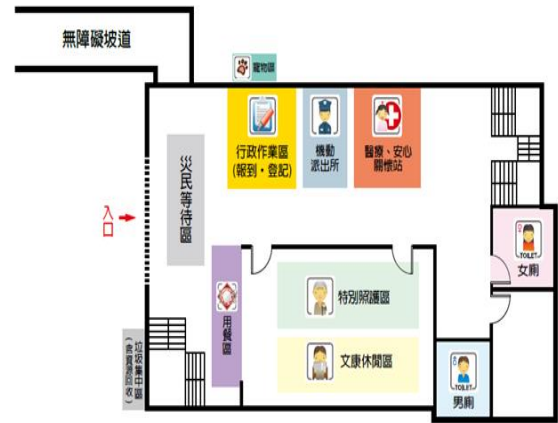 無障礙坡道
寵物區
行政作業區
(報到・登記)
機動
派出所
醫療、安心
關懷站
災民等待區
入口
TOILET
女廁
特別照護區
用餐區
文康休閒區
垃圾集中區
(含資源回收)
TOILET
男廁